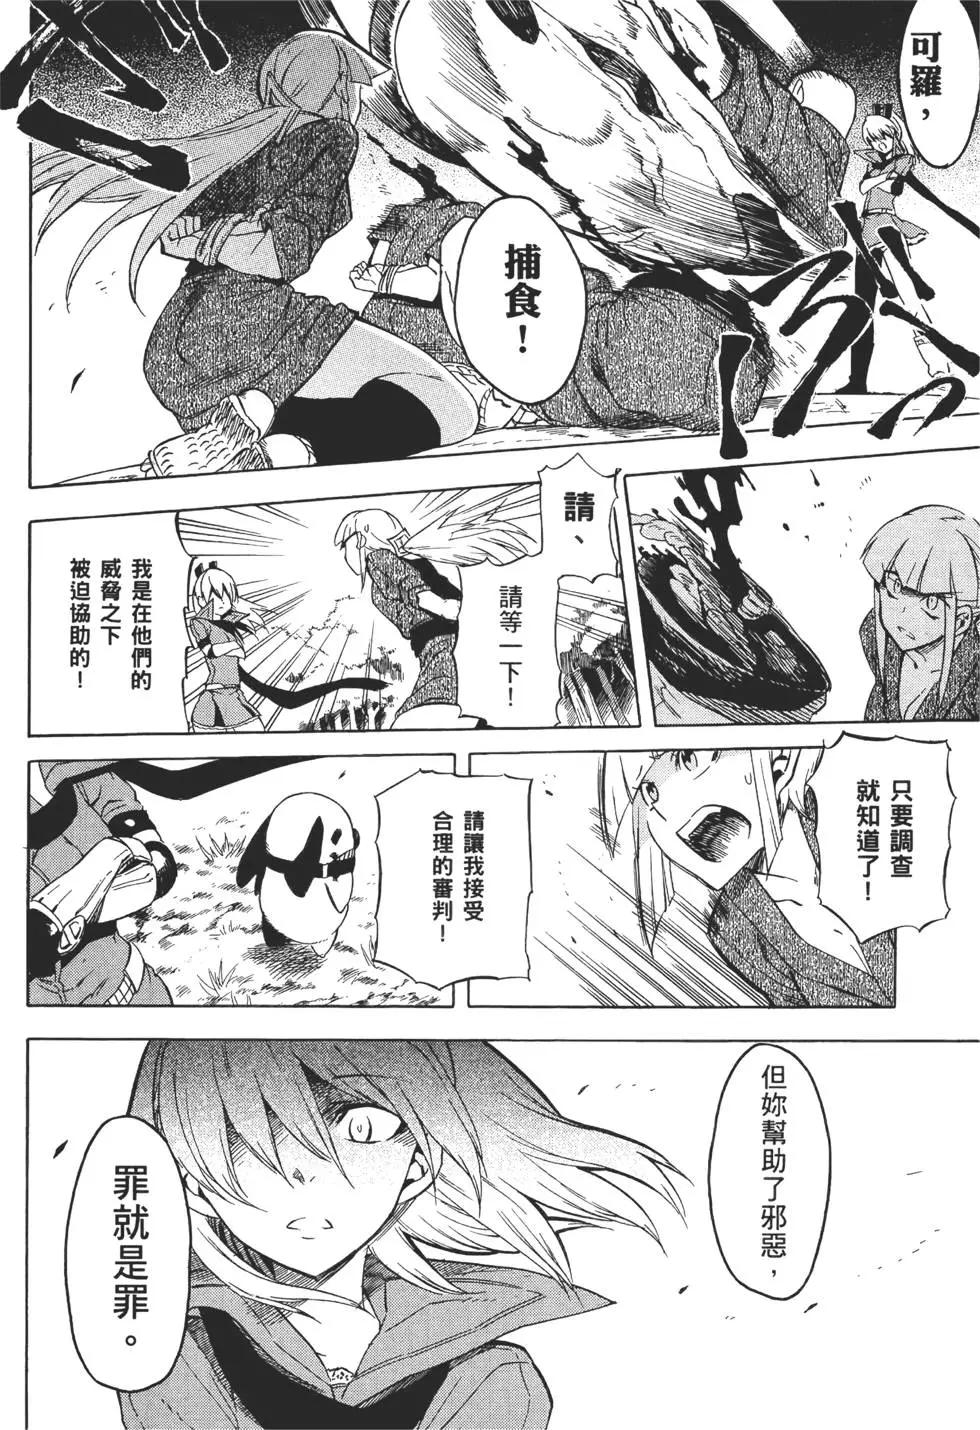 可羅，
捕食！
請、
請等一下！
我是在他們的
威脅之下
被迫協助的！
只要調查
就知道了！
請讓我接受
合理的審判！
但妳幫助了邪惡，
罪就是罪。